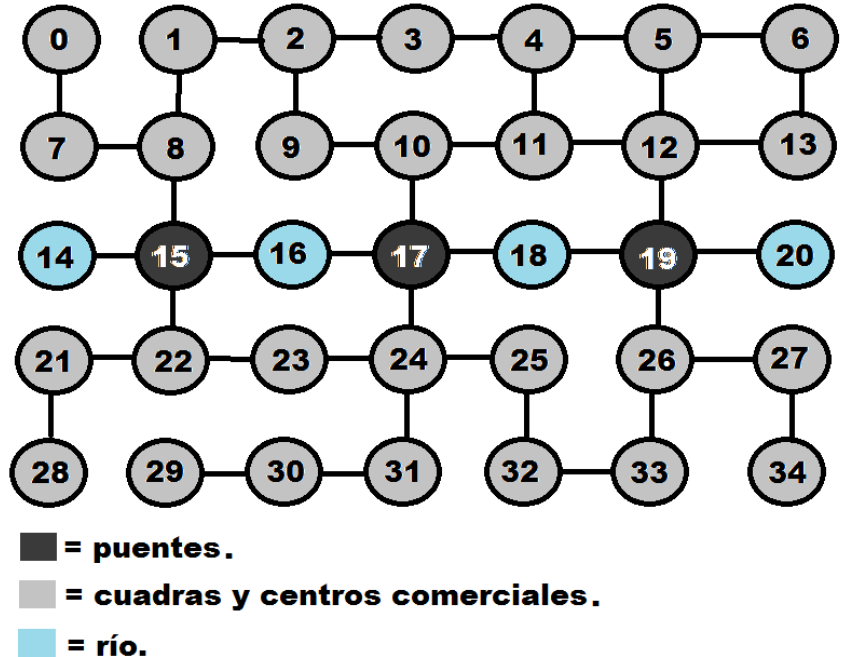 0 1 2 3 4 5 6
7 8 9 10 11 12 13
14 15 16 17 18 19 20
21 22 23 24 25 26 27
28 29 30 31 32 33 34
= puentes.
= cuadras y centros comerciales.
= río.